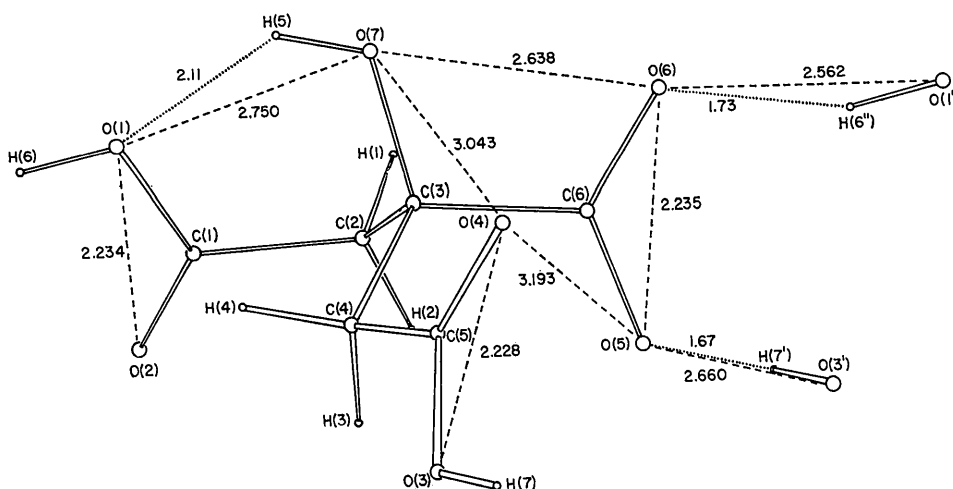 H(5)
O(7)
2.11
2.638
O(6)
2.562
O(1')
2.750
1.73
H(6'')
O(1)
H(6)
H(1)
3.043
C(3)
C(6)
C(2)
O(4)
2.235
C(1)
2.234
3.193
H(4)
C(4)
H(2)
C(5)
O(2)
2.228
O(5)
1.67
H(7')
O(3')
2.660
H(3)
O(3)
H(7)